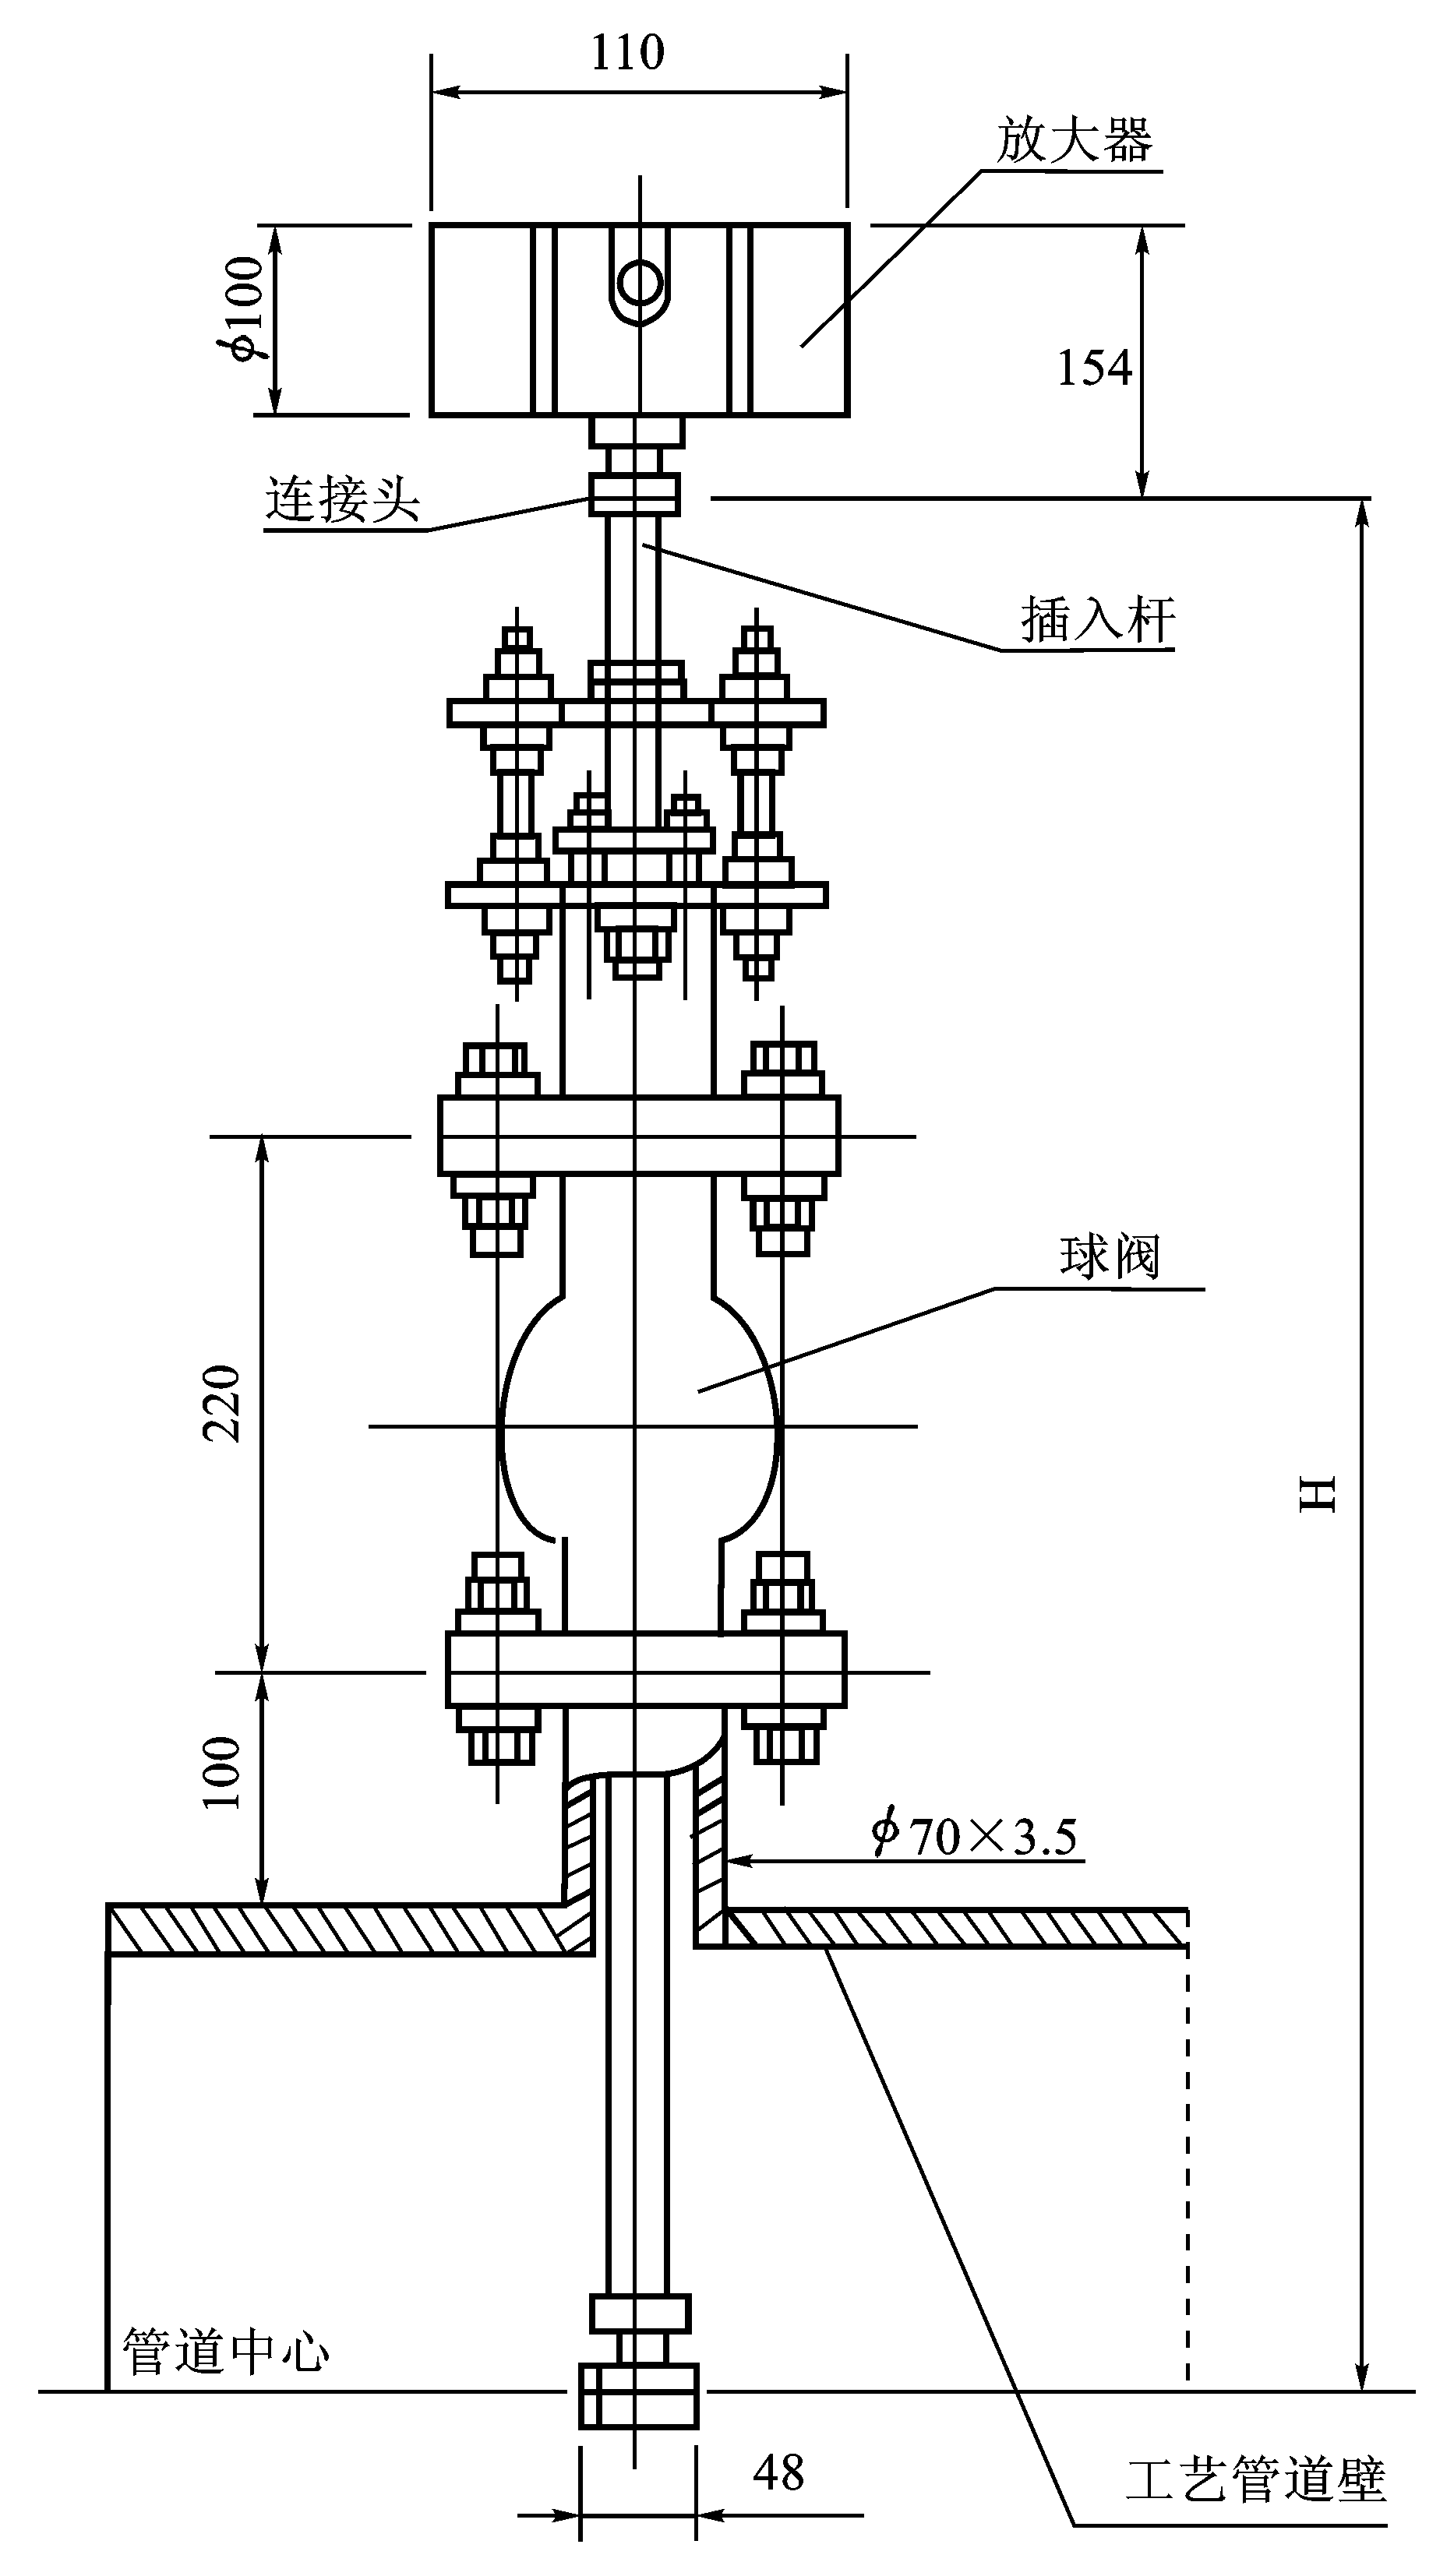 110
放大器
ϕ100
154
连接头
插入杆
球阀
220
H
100
ϕ70×3.5
管道中心
48
工艺管道壁